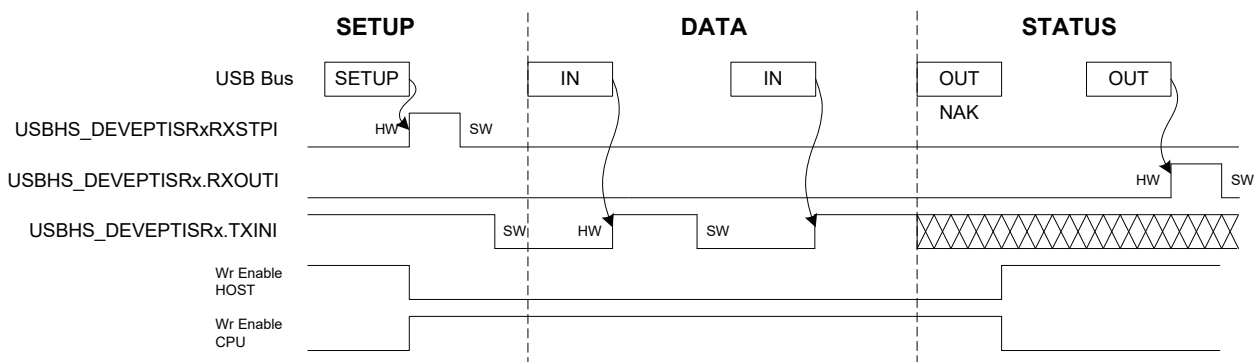 SETUP DATA STATUS
USB Bus SETUP IN IN OUT OUT
NAK
USBHS_DEVEPTISRxRXSTPI HW SW
USBHS_DEVEPTISRx.RXOUTI HW SW
USBHS_DEVEPTISRx.TXINI SW HW SW
Wr Enable
HOST
Wr Enable
CPU